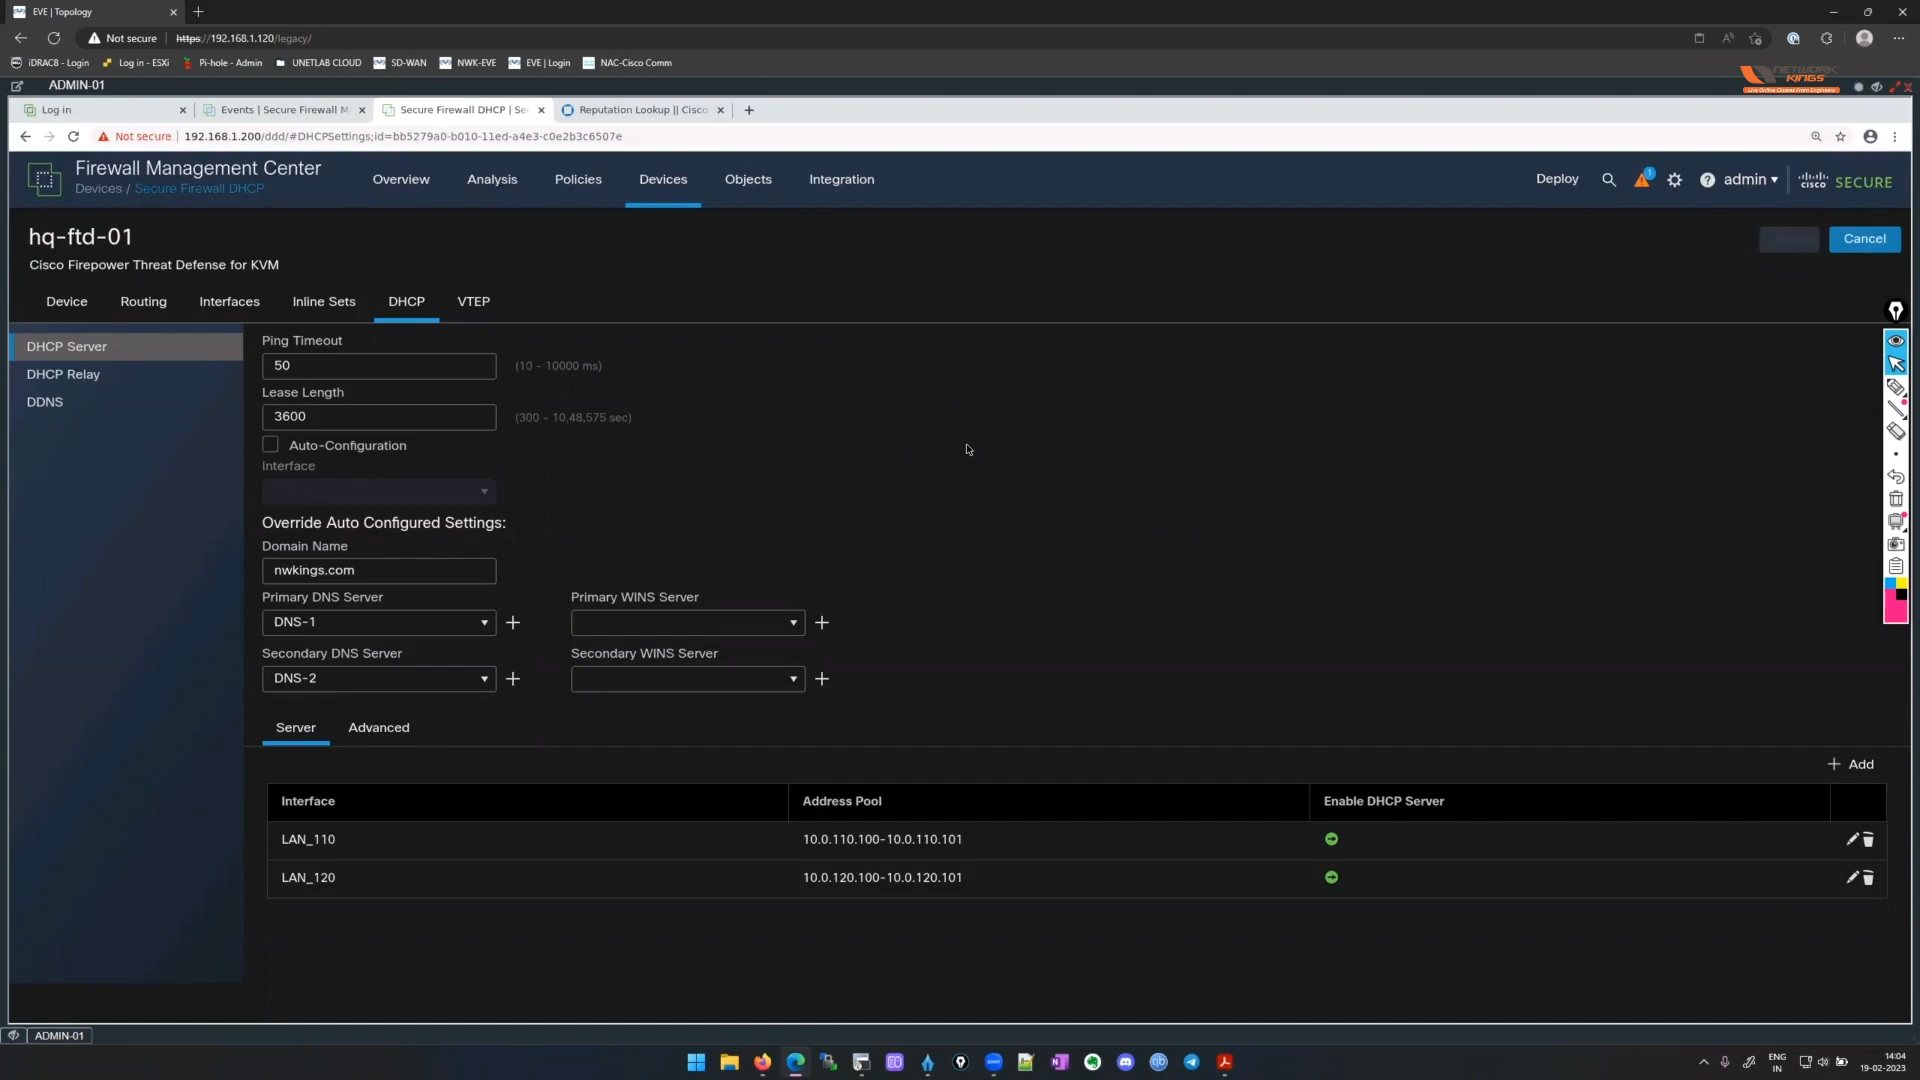 EVE | Topology
Not secure https://192.168.1.120/legacy/
iDRAC8 - Login Log in - ESXi Pi-hole - Admin UNETLAB CLOUD SD-WAN NWK-EVE EVE | Login NAC-Cisco Comm
NETWORK KINGS
Live Online Classes From Engineers
ADMIN-01
Log in Events | Secure Firewall M Secure Firewall DHCP | Se Reputation Lookup || Cisco
Not secure 192.168.1.200/ddd/#DHCPSettings;id=bb5279a0-b010-11ed-a4e3-c0e2b3c6507e
Firewall Management Center
Devices / Secure Firewall DHCP
Overview Analysis Policies Devices Objects Integration
Deploy 1 admin cisco SECURE
hq-ftd-01
Cancel
Cisco Firepower Threat Defense for KVM
Device Routing Interfaces Inline Sets DHCP VTEP
DHCP Server
DHCP Relay
DDNS
Ping Timeout
50 (10 - 10000 ms)
Lease Length
3600 (300 - 10,48,575 sec)
Auto-Configuration
Interface
Override Auto Configured Settings:
Domain Name
nwkings.com
Primary DNS Server Primary WINS Server
DNS-1
Secondary DNS Server Secondary WINS Server
DNS-2
Server Advanced
+ Add
Interface Address Pool Enable DHCP Server
LAN_110 10.0.110.100-10.0.110.101
LAN_120 10.0.120.100-10.0.120.101
ADMIN-01
ENG
IN
14:04
19-02-2023